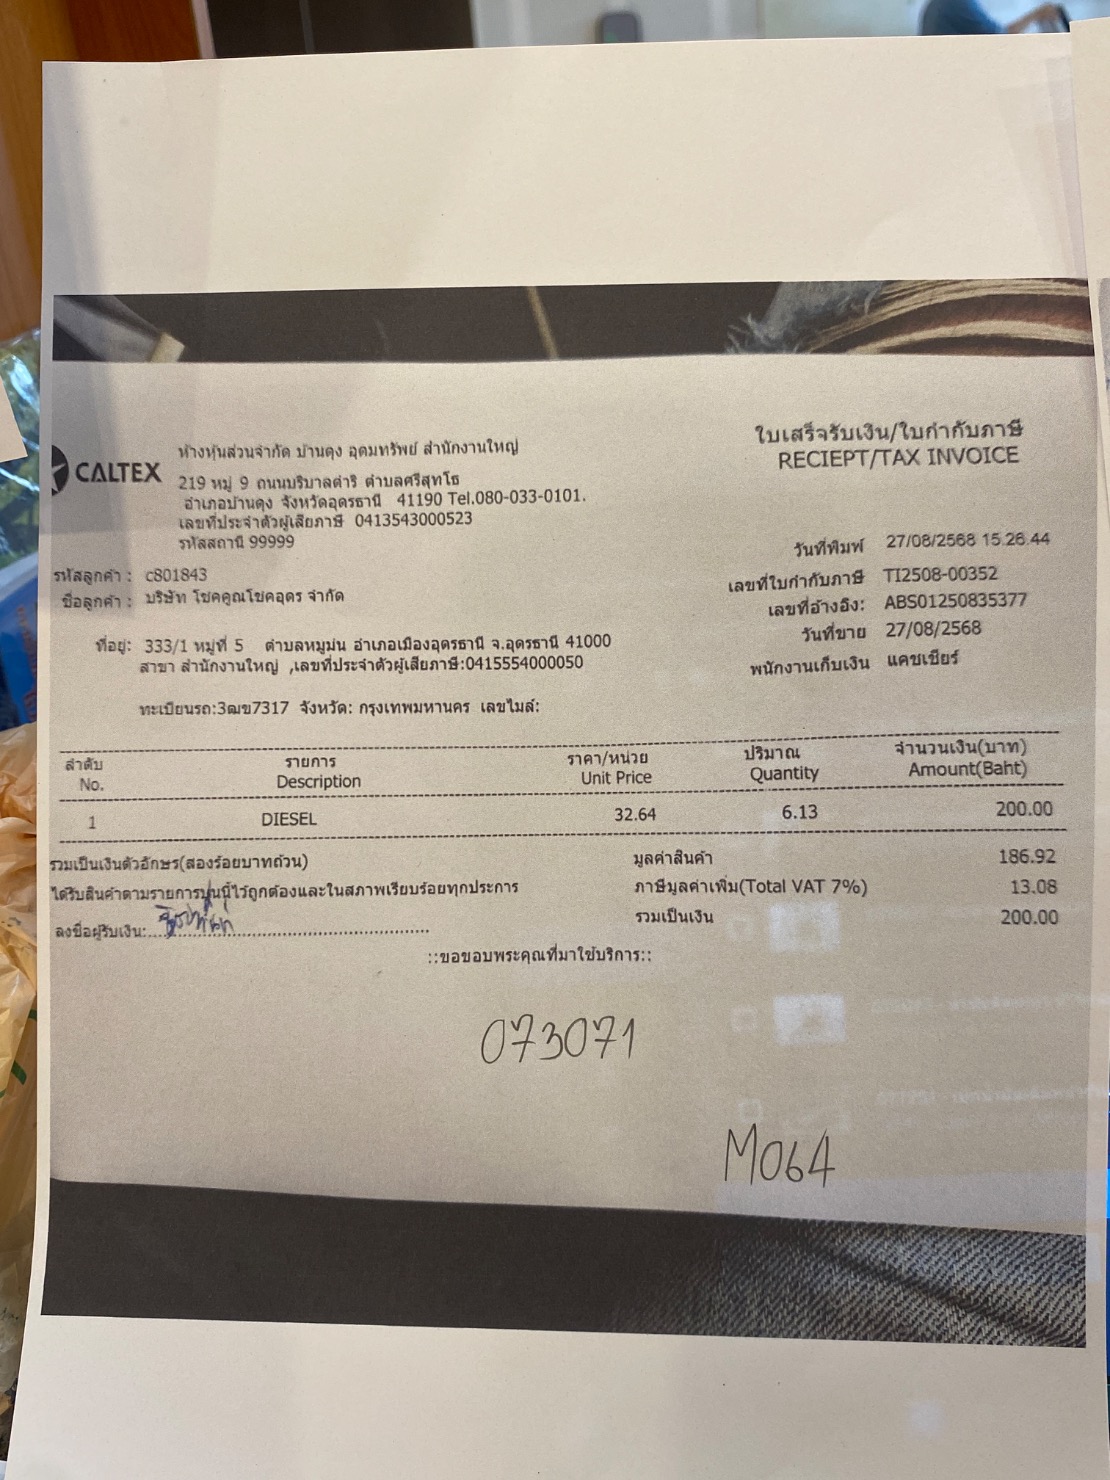 CALTEX
ห้างหุ้นส่วนจำกัด บ้านดุง อุดมทรัพย์ สำนักงานใหญ่
219 หมู่ 9 ถนนบริบาลดำริ ตำบลศรีสุทโธ
อำเภอบ้านดุง จังหวัดอุดรธานี 41190 Tel.080-033-0101.
เลขที่ประจำตัวผู้เสียภาษี 0413543000523
รหัสสถานี 99999
ใบเสร็จรับเงิน/ใบกำกับภาษี
RECIEPT/TAX INVOICE
วันที่พิมพ์ 27/08/2568 15:26:44
เลขที่ใบกำกับภาษี TI2508-00352
เลขที่อ้างอิง: ABS01250835377
วันที่ขาย 27/08/2568
พนักงานเก็บเงิน แคชเชียร์
รหัสลูกค้า : c801843
ชื่อลูกค้า : บริษัท โชคคูณโชคอุดร จำกัด
ที่อยู่: 333/1 หมู่ที่ 5 ตำบลหมูม่น อำเภอเมืองอุดรธานี จ.อุดรธานี 41000
สาขา สำนักงานใหญ่ ,เลขที่ประจำตัวผู้เสียภาษี:0415554000050
ทะเบียนรถ:3ฒฆ7317 จังหวัด: กรุงเทพมหานคร เลขไมล์:
ลำดับ รายการ ราคา/หน่วย ปริมาณ จำนวนเงิน(บาท)
No. Description Unit Price Quantity Amount(Baht)
1 DIESEL 32.64 6.13 200.00
รวมเป็นเงินตัวอักษร(สองร้อยบาทถ้วน) มูลค่าสินค้า 186.92
ได้รับสินค้าตามรายการบนนี้ไว้ถูกต้องและในสภาพเรียบร้อยทุกประการ ภาษีมูลค่าเพิ่ม(Total VAT 7%) 13.08
ลงชื่อผู้รับเงิน: รวมเป็นเงิน 200.00
::ขอขอบพระคุณที่มาใช้บริการ::
073071
M064